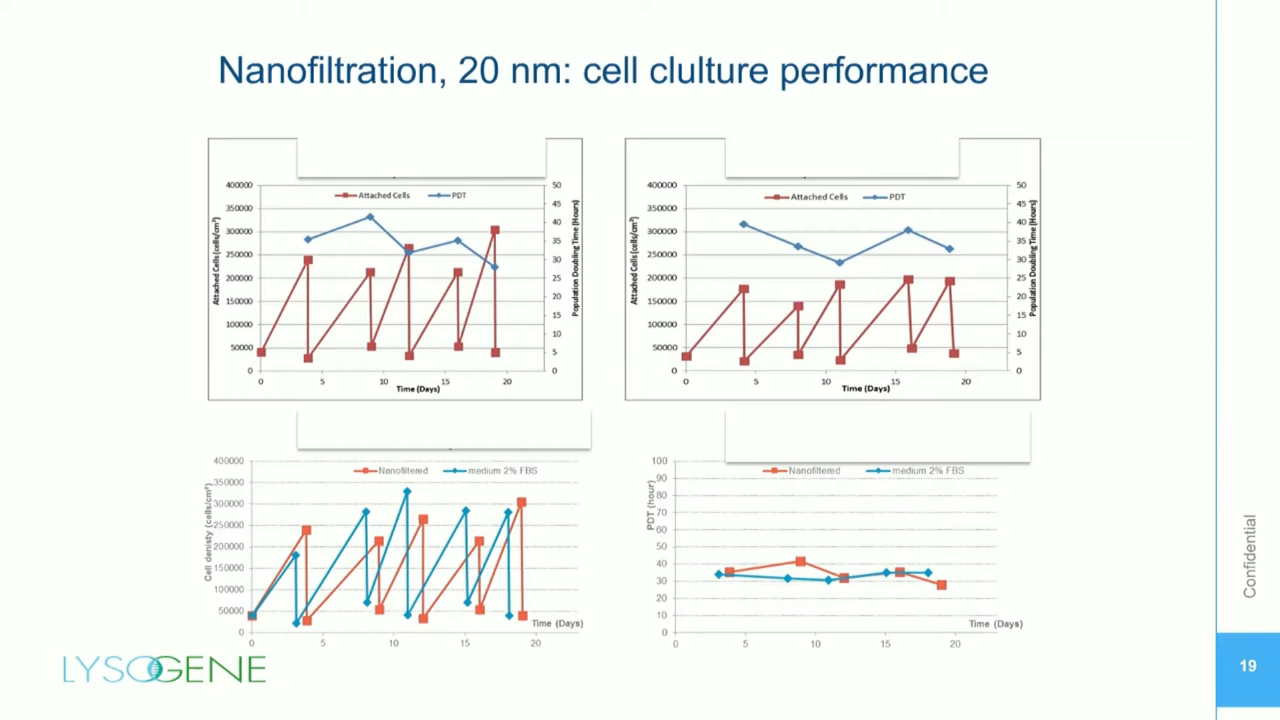 Nanofiltration, 20 nm: cell clulture performance
Attached Cells PDT
400000
350000
300000
250000
200000
150000
100000
50000
0
Attached Cells (cells/cm²)
50
45
40
35
30
25
20
15
10
5
0
Population Doubling Time (Hours)
0 5 10 15 20
Time (Days)
Attached Cells PDT
400000
350000
300000
250000
200000
150000
100000
50000
0
Attached Cells (cells/cm²)
50
45
40
35
30
25
20
15
10
5
0
Population Doubling Time (Hours)
0 5 10 15 20
Time (Days)
Nanofiltered medium 2% FBS
400000
350000
300000
250000
200000
150000
100000
50000
0
Cell denisty (cells/cm²)
Time (Days)
0 5 10 15 20
Nanofiltered medium 2% FBS
100
90
80
70
60
50
40
30
20
10
0
PDT (hour)
Time (Days)
0 5 10 15 20
LYSOGENE
Confidential
19